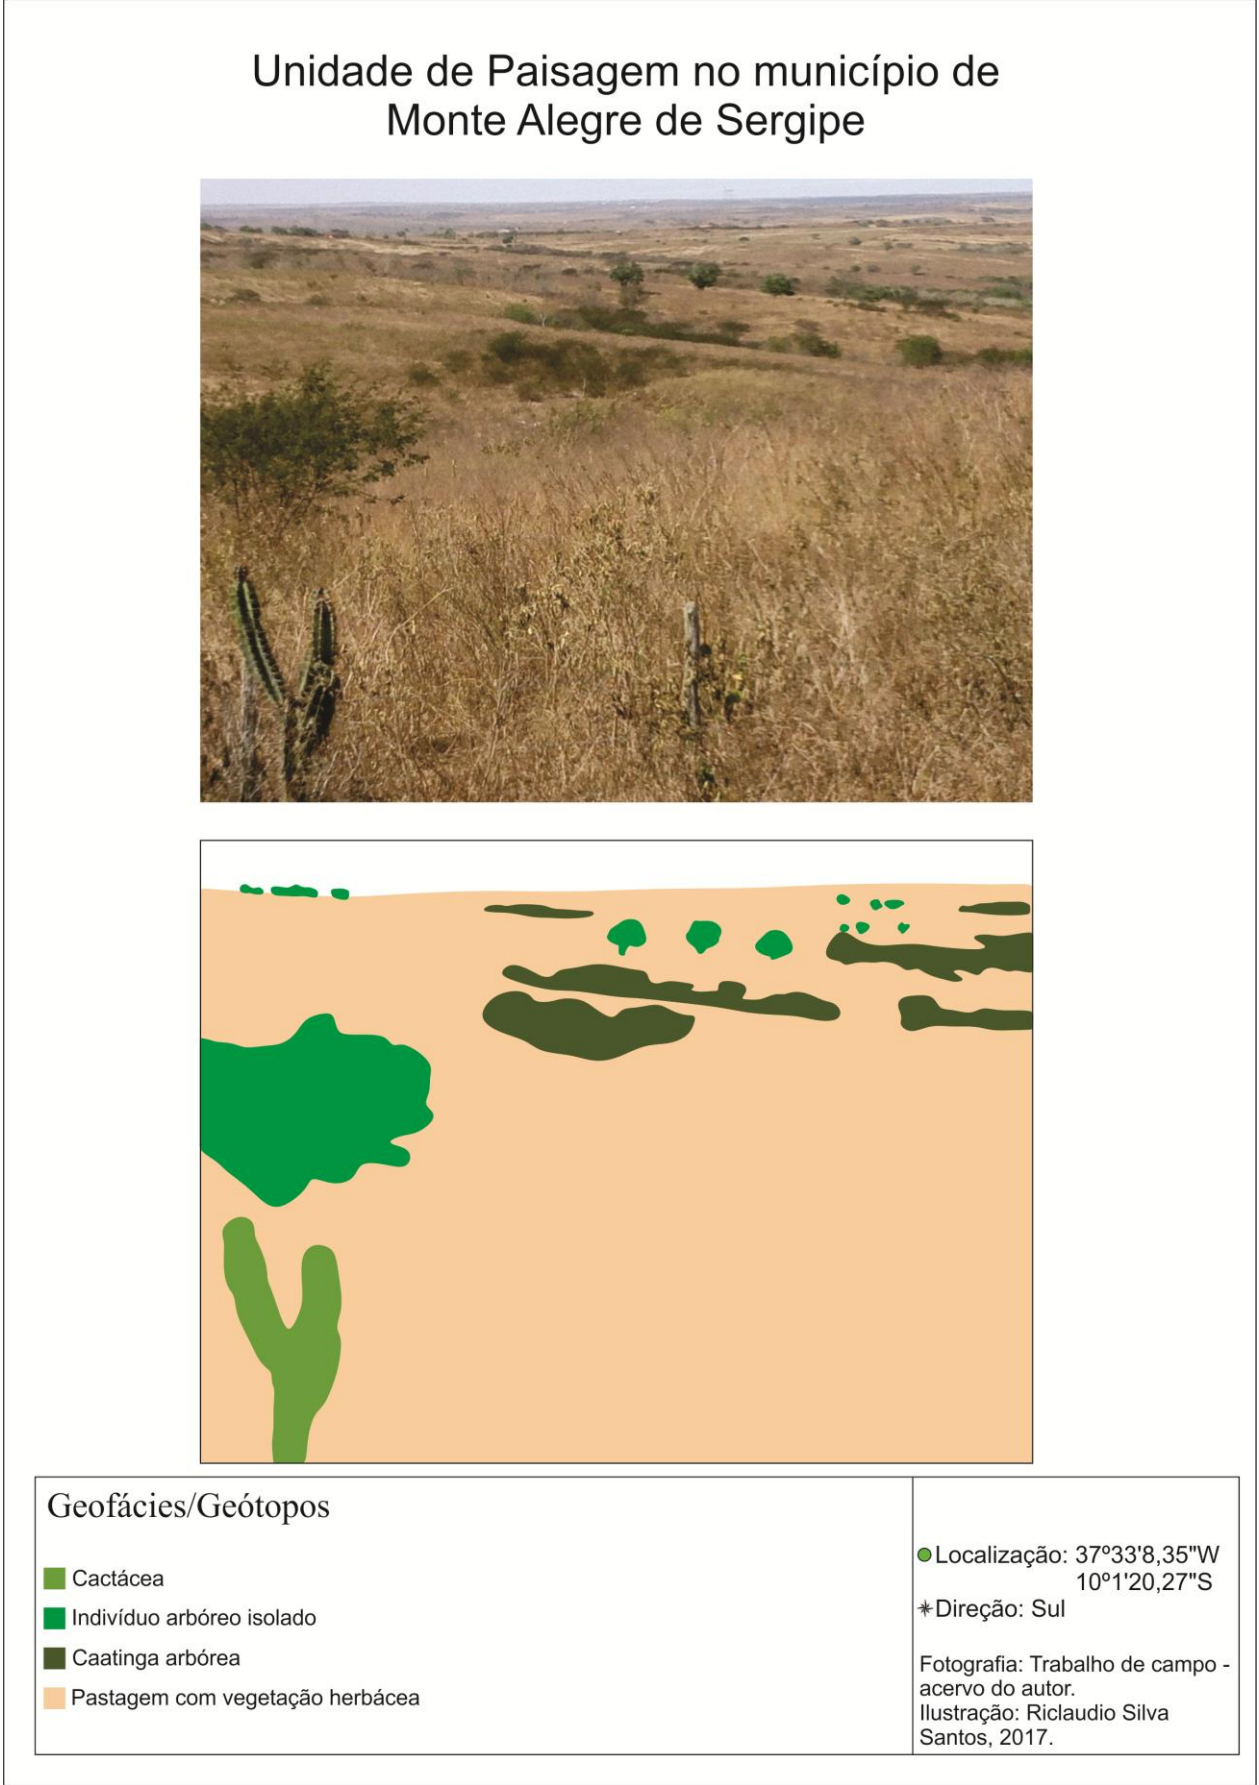 Unidade de Paisagem no município de
Monte Alegre de Sergipe
Geofácies/Geótopos
Cactácea
Indivíduo arbóreo isolado
Caatinga arbórea
Pastagem com vegetação herbácea
Localização: 37º33'8,35"W
10º1'20,27"S
Direção: Sul
Fotografia: Trabalho de campo -
acervo do autor.
Ilustração: Riclaudio Silva
Santos, 2017.